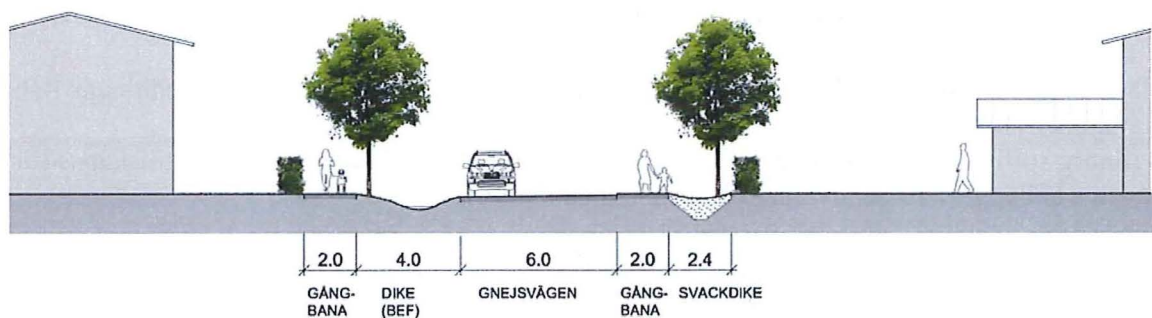 2.0 4.0 6.0 2.0 2.4
GÅNG- DIKE GNEJSVÄGEN GÅNG- SVACKDIKE
BANA (BEF) BANA